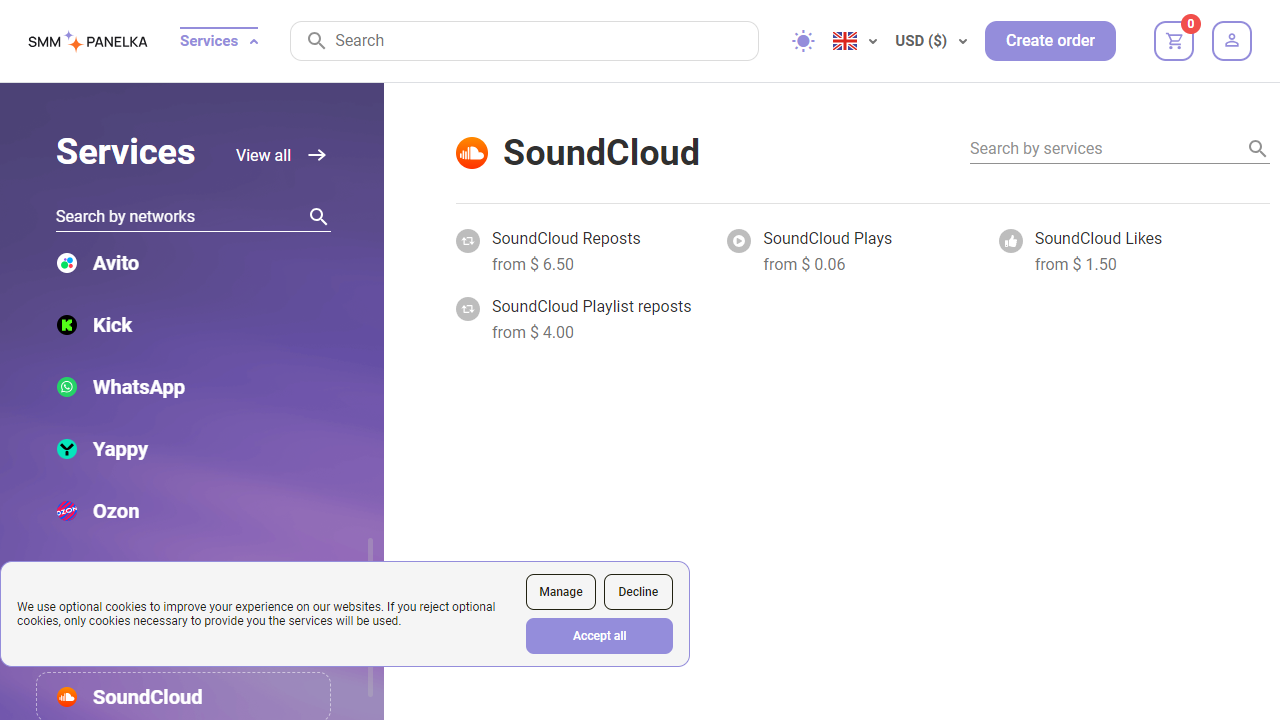 SMM PANELKA
Services
Search
USD ($)
Create order
0
Services
View all
Search by networks
Avito
Kick
WhatsApp
Yappy
OZON
Ozon
SoundCloud
SoundCloud
Search by services
SoundCloud Reposts
from $ 6.50
SoundCloud Plays
from $ 0.06
SoundCloud Likes
from $ 1.50
SoundCloud Playlist reposts
from $ 4.00
We use optional cookies to improve your experience on our websites. If you reject optional
cookies, only cookies necessary to provide you the services will be used.
Manage
Decline
Accept all